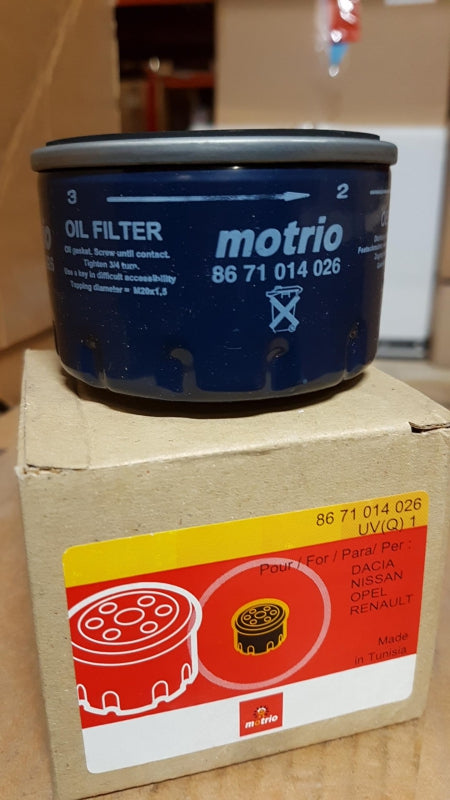 3 2
OIL FILTER
Oil gasket. Screw until contact.
Tighten 3/4 turn.
Use a key in difficult accessibility
Tapping diameter = M20x1,5
motrio
86 71 014 026
86 71 014 026
UV(Q) 1
Pour / For / Para/ Per :
DACIA
NISSAN
OPEL
RENAULT
Made
in Tunisia
motrio